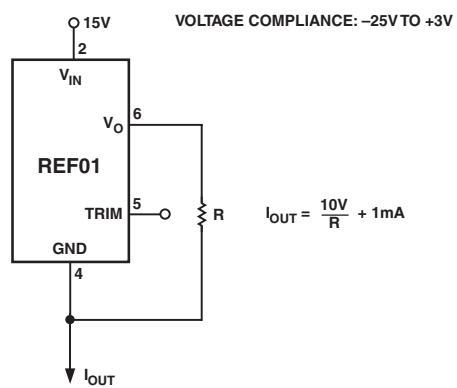 15V
VOLTAGE COMPLIANCE: –25V TO +3V
2
VIN
6
VO
REF01
5
TRIM
R
IOUT = 10V/R + 1mA
GND
4
IOUT